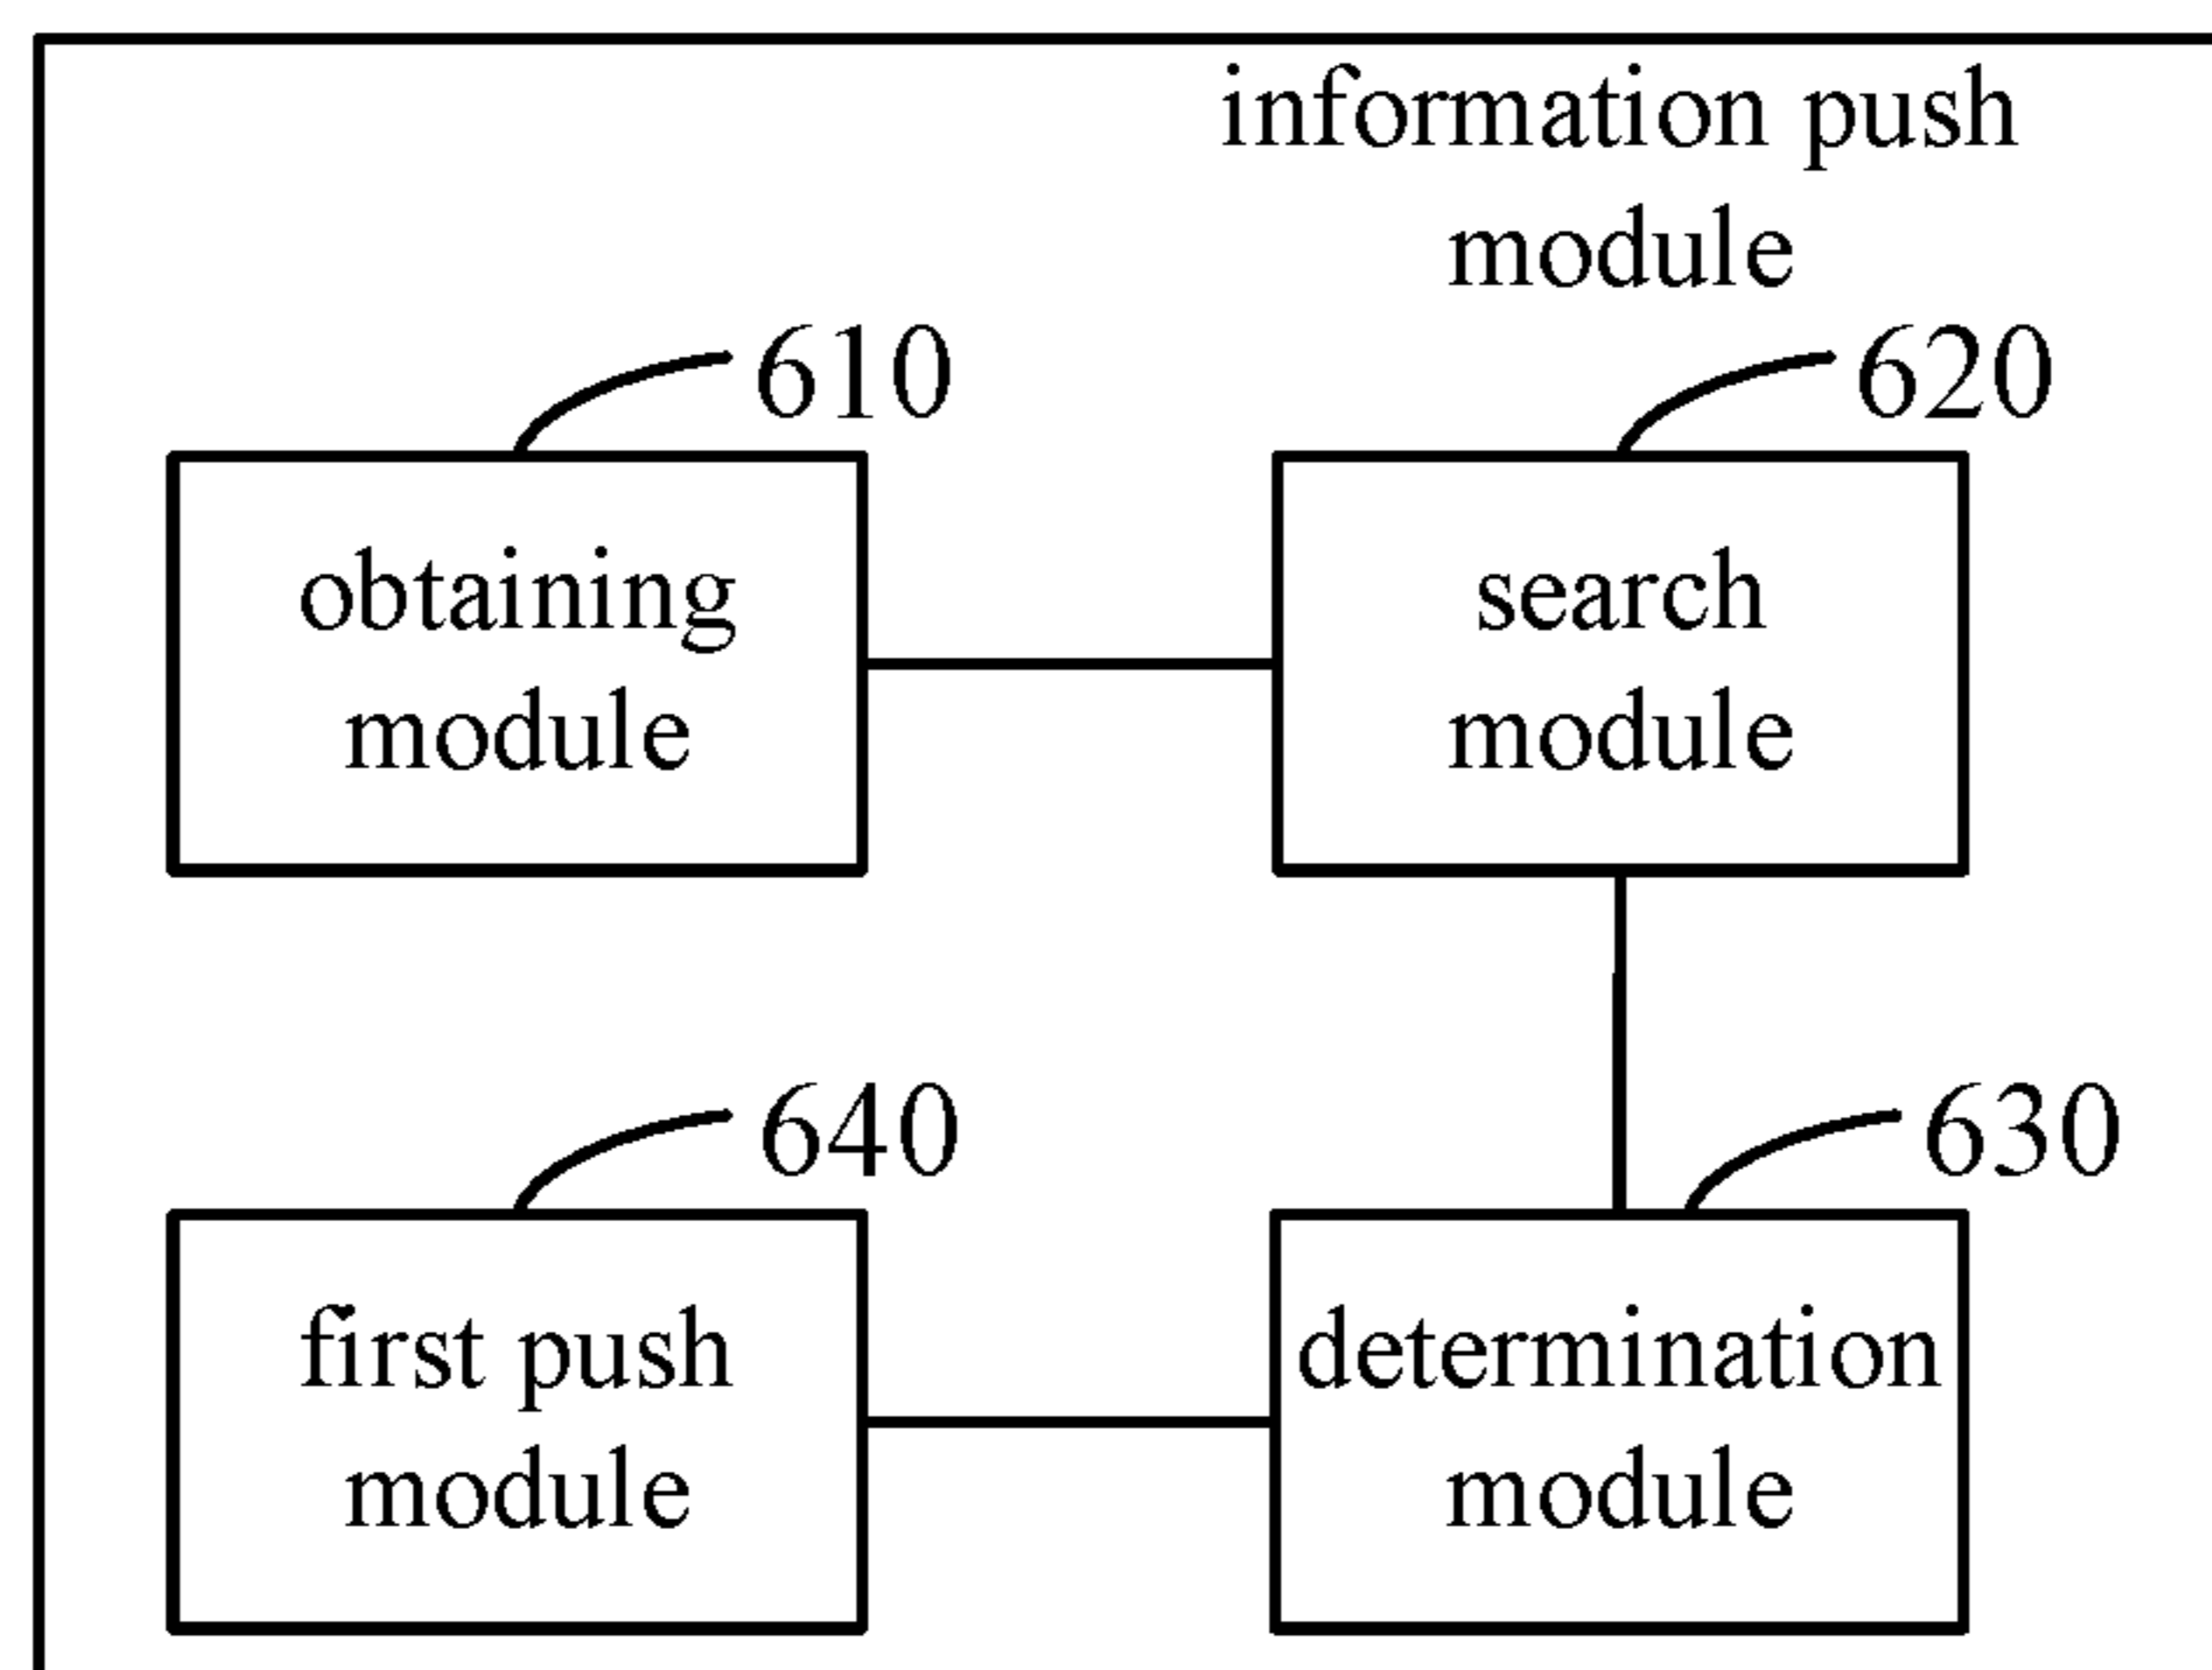 information push
module
610
620
obtaining
module
search
module
640
630
first push
module
determination
module